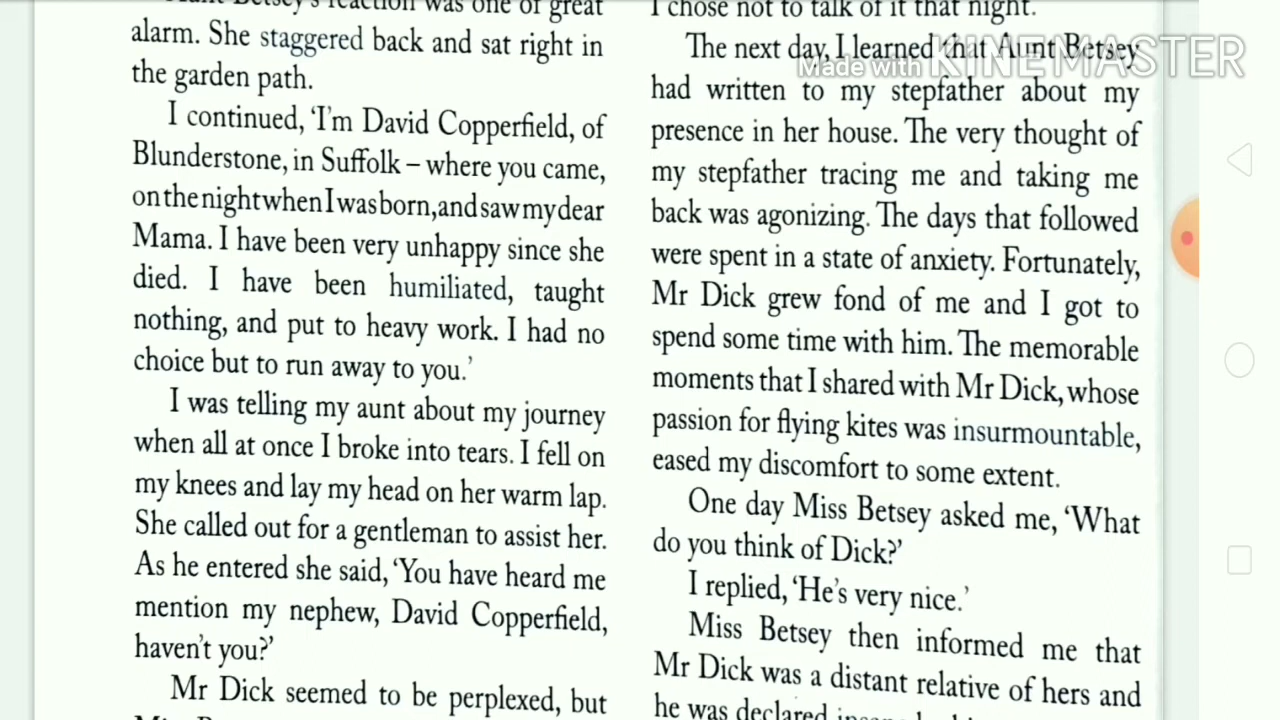 Aunt Betsey's reaction was one of great
alarm. She staggered back and sat right in
the garden path.
I continued, ‘I'm David Copperfield, of
Blunderstone, in Suffolk – where you came,
on the night when I was born, and saw my dear
Mama. I have been very unhappy since she
died. I have been humiliated, taught
nothing, and put to heavy work. I had no
choice but to run away to you.’
I was telling my aunt about my journey
when all at once I broke into tears. I fell on
my knees and lay my head on her warm lap.
She called out for a gentleman to assist her.
As he entered she said, ‘You have heard me
mention my nephew, David Copperfield,
haven't you?’
Mr Dick seemed to be perplexed, but
I chose not to talk of it that night.
The next day, I learned that Aunt Betsey
had written to my stepfather about my
presence in her house. The very thought of
my stepfather tracing me and taking me
back was agonizing. The days that followed
were spent in a state of anxiety. Fortunately,
Mr Dick grew fond of me and I got to
spend some time with him. The memorable
moments that I shared with Mr Dick, whose
passion for flying kites was insurmountable,
eased my discomfort to some extent.
One day Miss Betsey asked me, ‘What
do you think of Dick?’
I replied, ‘He's very nice.’
Miss Betsey then informed me that
Mr Dick was a distant relative of hers and
he was declared insane
Made with KINEMASTER